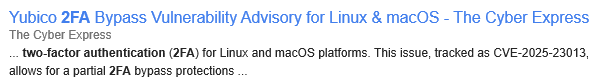 Yubico 2FA Bypass Vulnerability Advisory for Linux & macOS - The Cyber Express
The Cyber Express
... two-factor authentication (2FA) for Linux and macOS platforms. This issue, tracked as CVE-2025-23013,
allows for a partial 2FA bypass protections ...